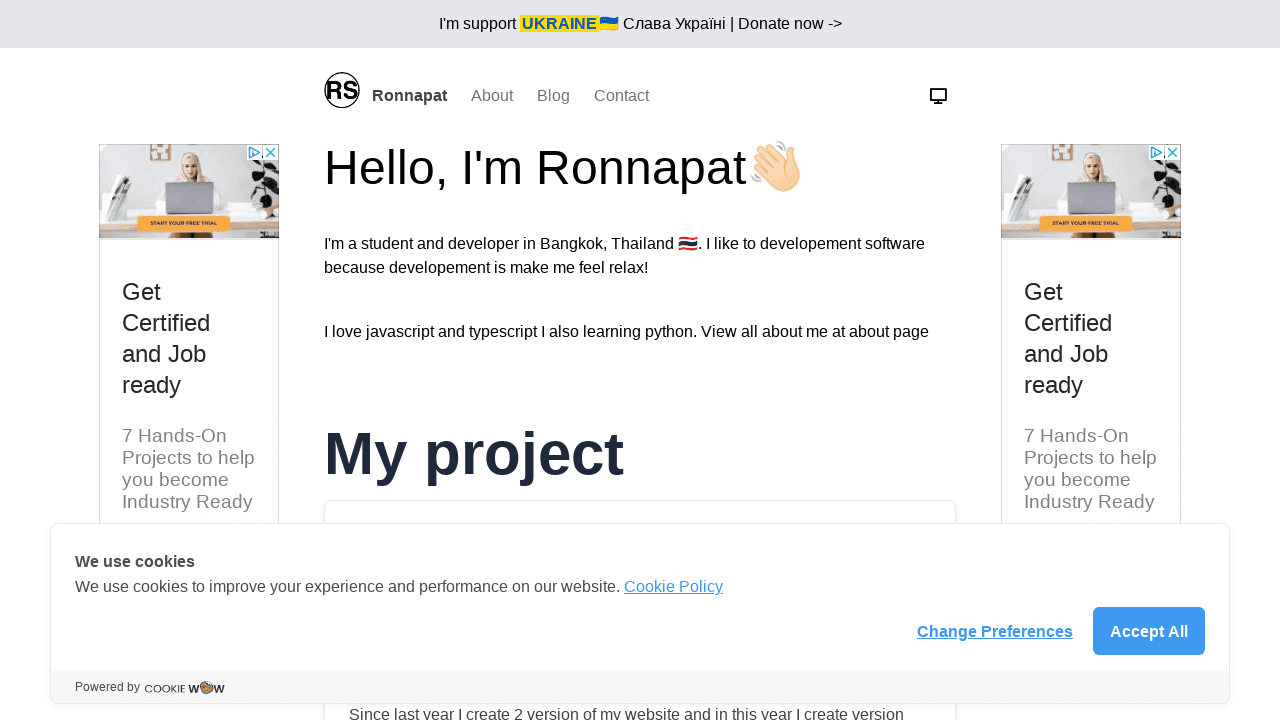 I'm support UKRAINE🇺🇦 Слава Україні | Donate now ->
RS Ronnapat About Blog Contact
Hello, I'm Ronnapat👋🏻
I'm a student and developer in Bangkok, Thailand 🇹🇭. I like to developement software
because developement is make me feel relax!
I love javascript and typescript I also learning python. View all about me at about page
START YOUR FREE TRIAL
Get
Certified
and Job
ready
7 Hands-On
Projects to help
you become
Industry Ready
START YOUR FREE TRIAL
Get
Certified
and Job
ready
7 Hands-On
Projects to help
you become
Industry Ready
My project
We use cookies
We use cookies to improve your experience and performance on our website. Cookie Policy
Change Preferences
Accept All
Powered by COOKIE WOW
Since last year I create 2 version of my website and in this year I create version